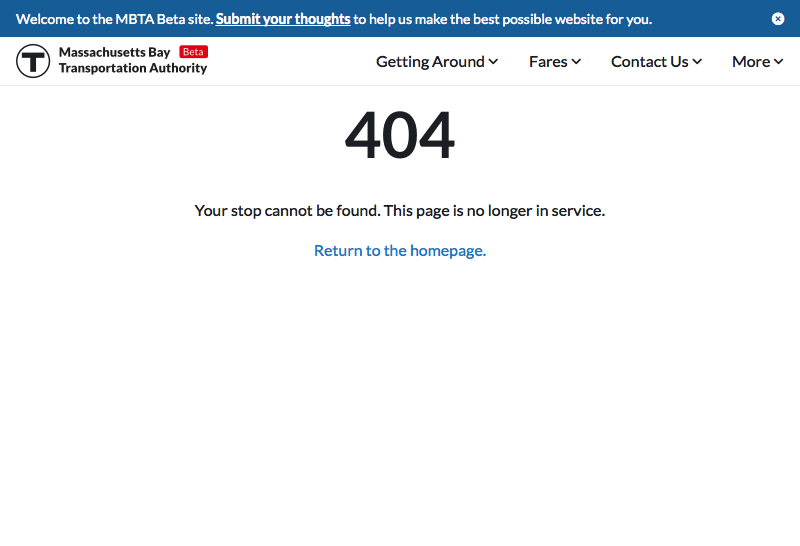 Welcome to the MBTA Beta site. Submit your thoughts to help us make the best possible website for you.
T
Massachusetts Bay Beta
Transportation Authority
Getting Around Fares Contact Us More
404
Your stop cannot be found. This page is no longer in service.
Return to the homepage.